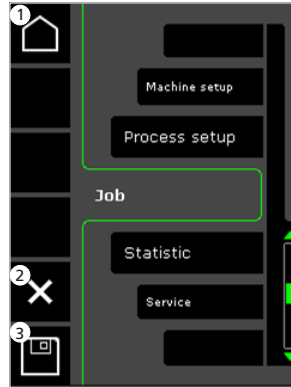 1
Machine setup
Process setup
Job
Statistic
2
Service
3